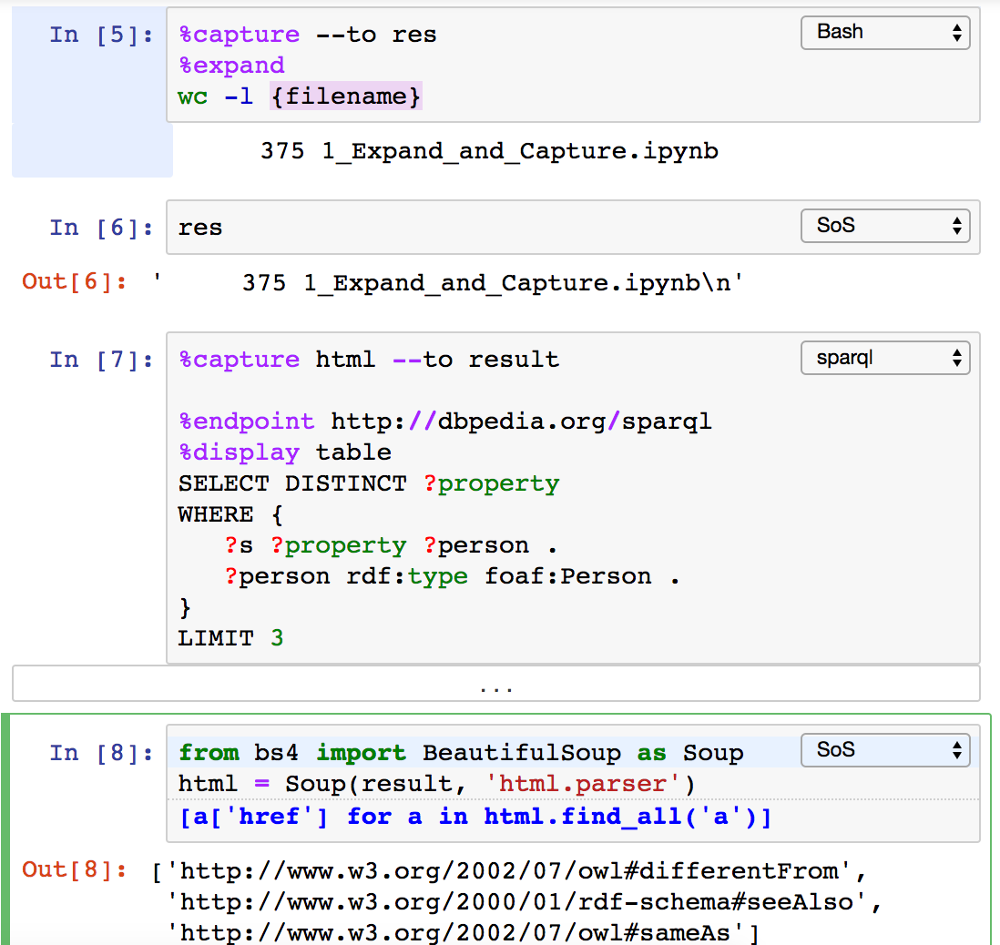 In [5]: %capture --to res Bash
%expand
wc -l {filename}
375 1_Expand_and_Capture.ipynb
In [6]: res SoS
Out[6]: '      375 1_Expand_and_Capture.ipynb\n'
In [7]: %capture html --to result sparql
%endpoint http://dbpedia.org/sparql
%display table
SELECT DISTINCT ?property
WHERE {
   ?s ?property ?person .
   ?person rdf:type foaf:Person .
}
LIMIT 3
...
In [8]: from bs4 import BeautifulSoup as Soup SoS
html = Soup(result, 'html.parser')
[a['href'] for a in html.find_all('a')]
Out[8]: ['http://www.w3.org/2002/07/owl#differentFrom',
'http://www.w3.org/2000/01/rdf-schema#seeAlso',
'http://www.w3.org/2002/07/owl#sameAs']